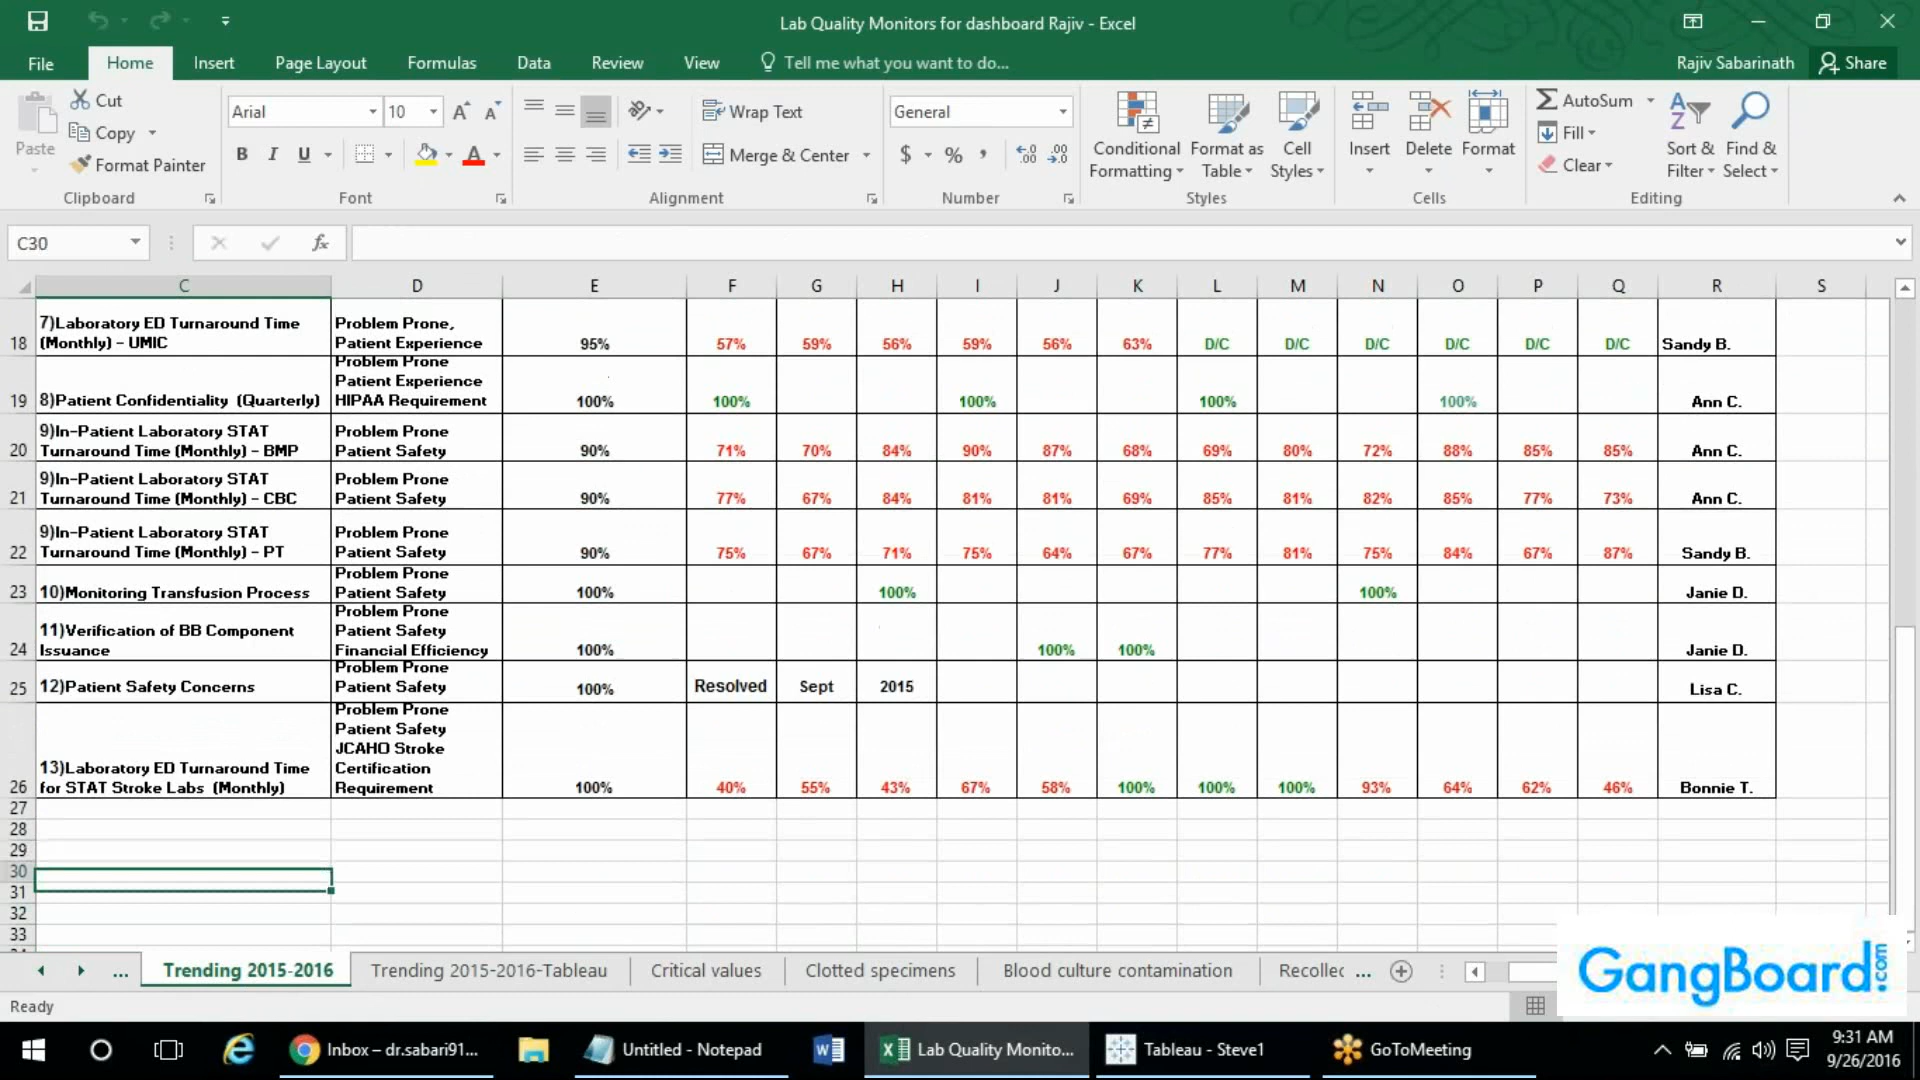 Lab Quality Monitors for dashboard Rajiv - Excel
File Home Insert Page Layout Formulas Data Review View Tell me what you want to do... Rajiv Sabarinath Share
Paste Cut Copy Format Painter Clipboard
Arial 10 B I U A Font
Wrap Text Merge & Center Alignment
General $ % Number
Conditional Formatting Format as Table Cell Styles Styles
Insert Delete Format Cells
AutoSum Fill Clear Sort & Filter Find & Select Editing
C30 fx
C D E F G H I J K L M N O P Q R S
18 7)Laboratory ED Turnaround Time (Monthly) - UMIC Problem Prone, Patient Experience 95% 57% 59% 56% 59% 56% 63% D/C D/C D/C D/C D/C D/C Sandy B.
19 8)Patient Confidentiality (Quarterly) Problem Prone Patient Experience HIPAA Requirement 100% 100% 100% 100% 100% Ann C.
20 9)In-Patient Laboratory STAT Turnaround Time (Monthly) - BMP Problem Prone Patient Safety 90% 71% 70% 84% 90% 87% 68% 69% 80% 72% 88% 85% 85% Ann C.
21 9)In-Patient Laboratory STAT Turnaround Time (Monthly) - CBC Problem Prone Patient Safety 90% 77% 67% 84% 81% 81% 69% 85% 81% 82% 85% 77% 73% Ann C.
22 9)In-Patient Laboratory STAT Turnaround Time (Monthly) - PT Problem Prone Patient Safety 90% 75% 67% 71% 75% 64% 67% 77% 81% 75% 84% 67% 87% Sandy B.
23 10)Monitoring Transfusion Process Problem Prone Patient Safety 100% 100% 100% Janie D.
24 11)Verification of BB Component Issuance Problem Prone Patient Safety Financial Efficiency 100% 100% 100% Janie D.
25 12)Patient Safety Concerns Problem Prone Patient Safety 100% Resolved Sept 2015 Lisa C.
26 13)Laboratory ED Turnaround Time for STAT Stroke Labs (Monthly) Problem Prone Patient Safety JCAHO Stroke Certification Requirement 100% 40% 55% 43% 67% 58% 100% 100% 100% 93% 64% 62% 46% Bonnie T.
27
28
29
30
31
32
33
... Trending 2015-2016 Trending 2015-2016-Tableau Critical values Clotted specimens Blood culture contamination Recollec ...
GangBoard.com
Ready
Inbox – dr.sabari91... Untitled - Notepad Lab Quality Monito... Tableau - Steve1 GoToMeeting 9:31 AM
9/26/2016